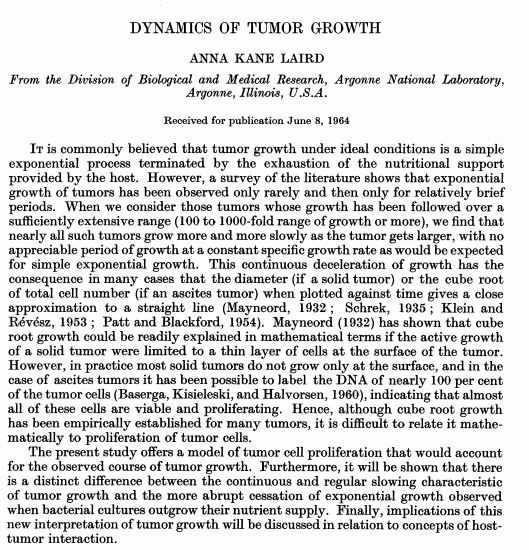 DYNAMICS OF TUMOR GROWTH
ANNA KANE LAIRD
From the Division of Biological and Medical Research, Argonne National Laboratory,
Argonne, Illinois, U.S.A.
Received for publication June 8, 1964
IT is commonly believed that tumor growth under ideal conditions is a simple
exponential process terminated by the exhaustion of the nutritional support
provided by the host. However, a survey of the literature shows that exponential
growth of tumors has been observed only rarely and then only for relatively brief
periods. When we consider those tumors whose growth has been followed over a
sufficiently extensive range (100 to 1000-fold range of growth or more), we find that
nearly all such tumors grow more and more slowly as the tumor gets larger, with no
appreciable period of growth at a constant specific growth rate as would be expected
for simple exponential growth. This continuous deceleration of growth has the
consequence in many cases that the diameter (if a solid tumor) or the cube root
of total cell number (if an ascites tumor) when plotted against time gives a close
approximation to a straight line (Mayneord, 1932 ; Schrek, 1935 ; Klein and
Révész, 1953 ; Patt and Blackford, 1954). Mayneord (1932) has shown that cube
root growth could be readily explained in mathematical terms if the active growth
of a solid tumor were limited to a thin layer of cells at the surface of the tumor.
However, in practice most solid tumors do not grow only at the surface, and in the
case of ascites tumors it has been possible to label the DNA of nearly 100 per cent
of the tumor cells (Baserga, Kisieleski, and Halvorsen, 1960), indicating that almost
all of these cells are viable and proliferating. Hence, although cube root growth
has been empirically established for many tumors, it is difficult to relate it mathe-
matically to proliferation of tumor cells.
The present study offers a model of tumor cell proliferation that would account
for the observed course of tumor growth. Furthermore, it will be shown that there
is a distinct difference between the continuous and regular slowing characteristic
of tumor growth and the more abrupt cessation of exponential growth observed
when bacterial cultures outgrow their nutrient supply. Finally, implications of this
new interpretation of tumor growth will be discussed in relation to concepts of host-
tumor interaction.